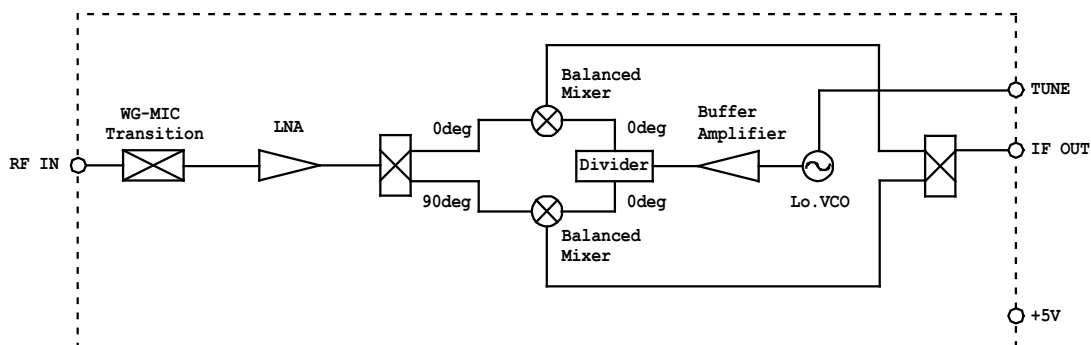 Balanced
Mixer
TUNE
WG-MIC
Transition
LNA
Buffer
Amplifier
0deg
0deg
RF IN
Divider
IF OUT
90deg
0deg
Lo.VCO
Balanced
Mixer
+5V